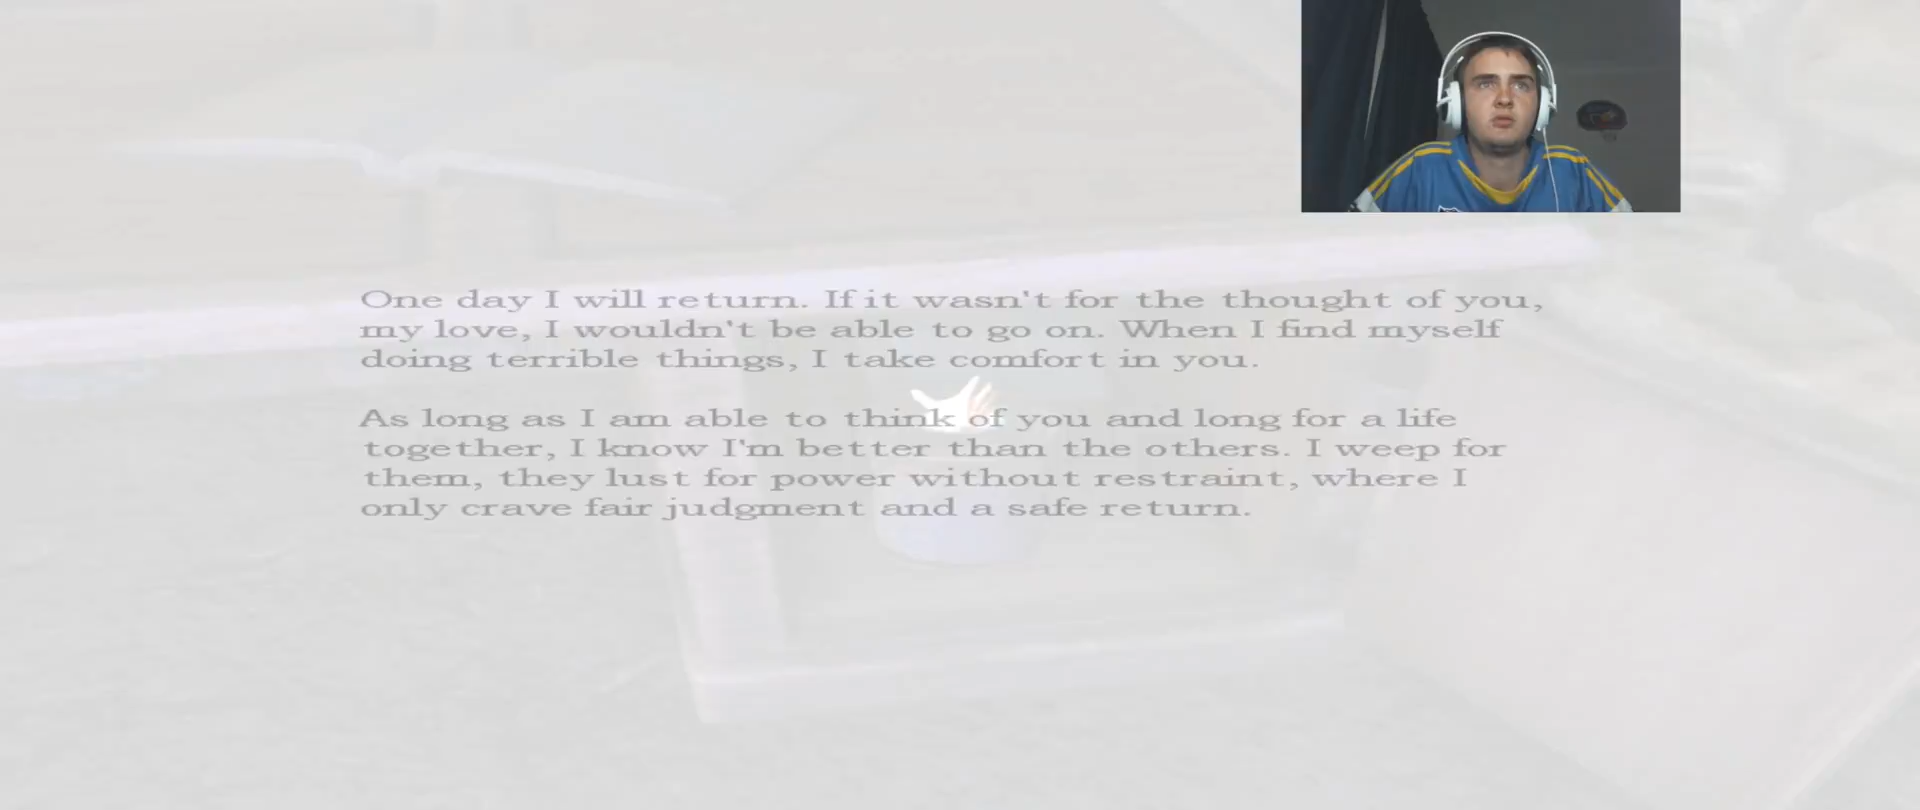 One day I will return. If it wasn't for the thought of you,
my love, I wouldn't be able to go on. When I find myself
doing terrible things, I take comfort in you.
As long as I am able to think of you and long for a life
together, I know I'm better than the others. I weep for
them, they lust for power without restraint, where I
only crave fair judgment and a safe return.